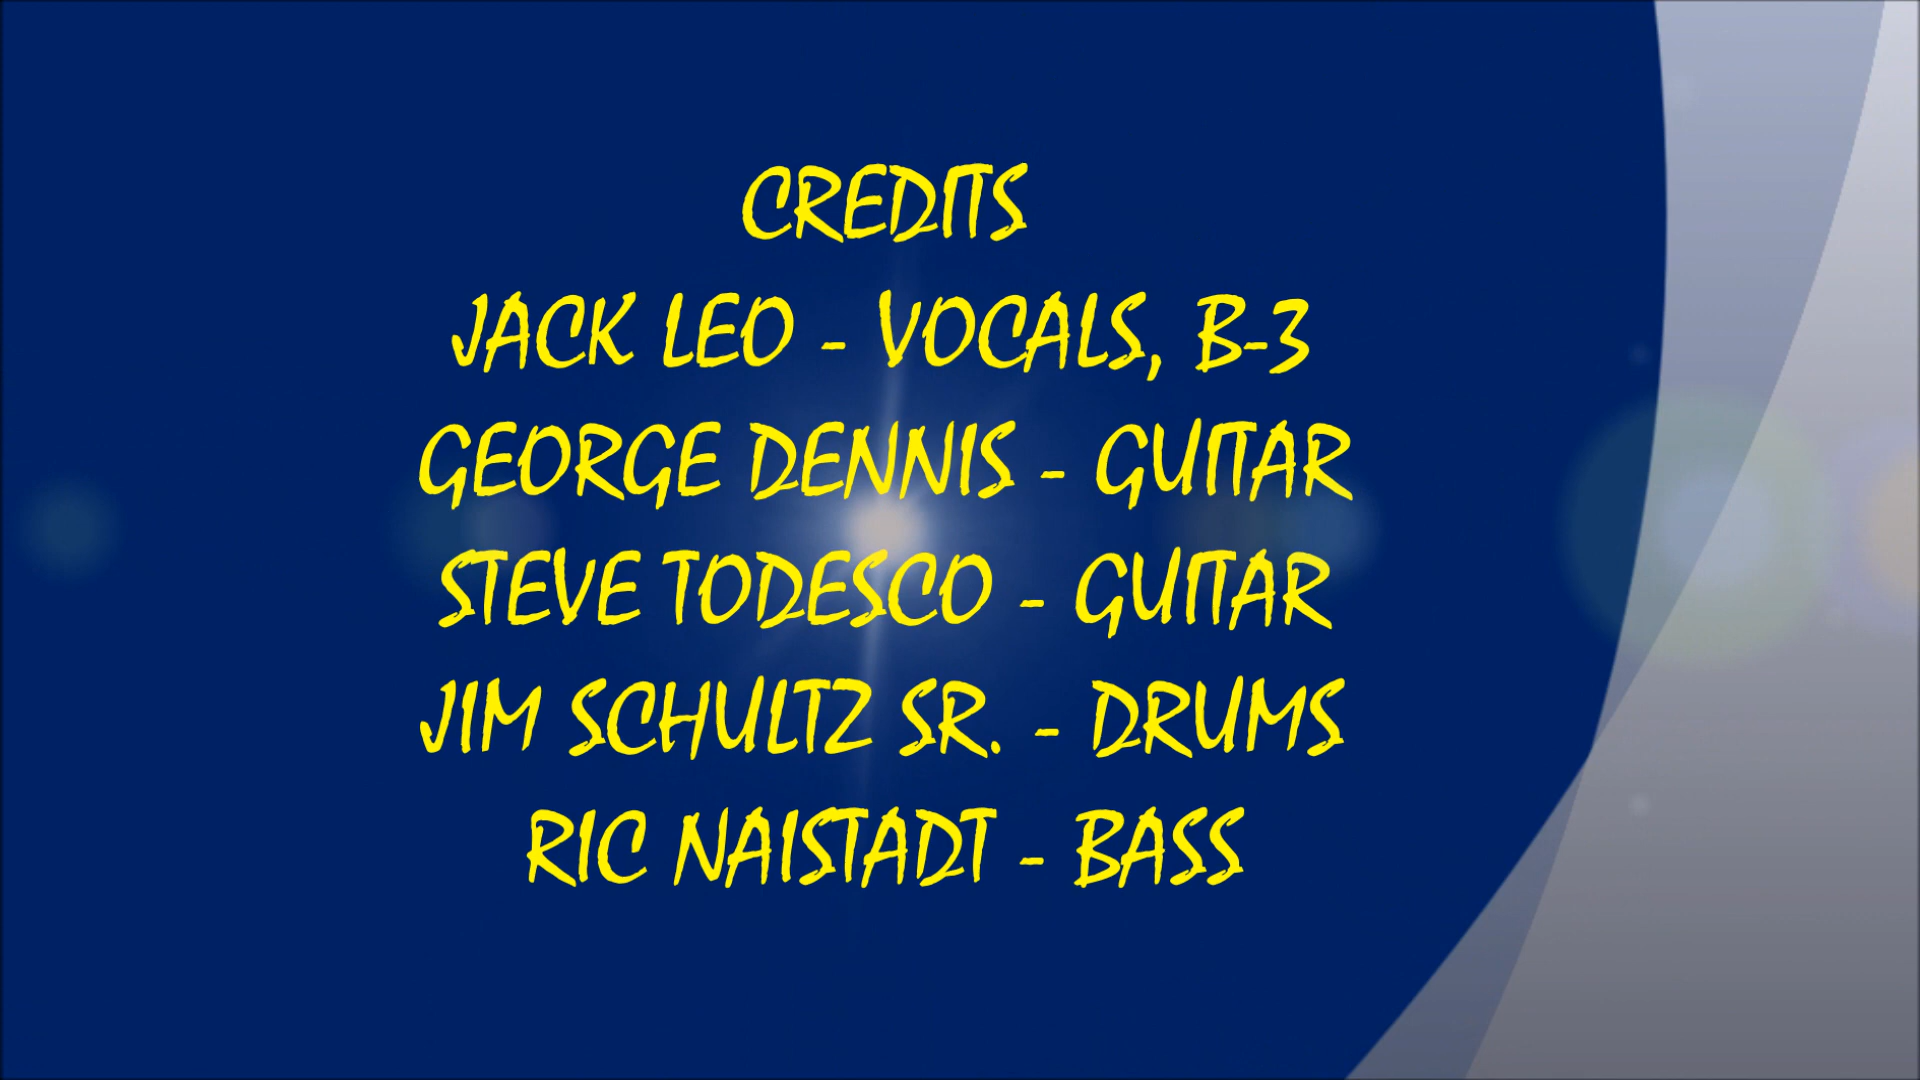 CREDITS
JACK LEO - VOCALS, B-3
GEORGE DENNIS - GUITAR
STEVE TODESCO - GUITAR
JIM SCHULTZ SR. - DRUMS
RIC NAISTADT - BASS